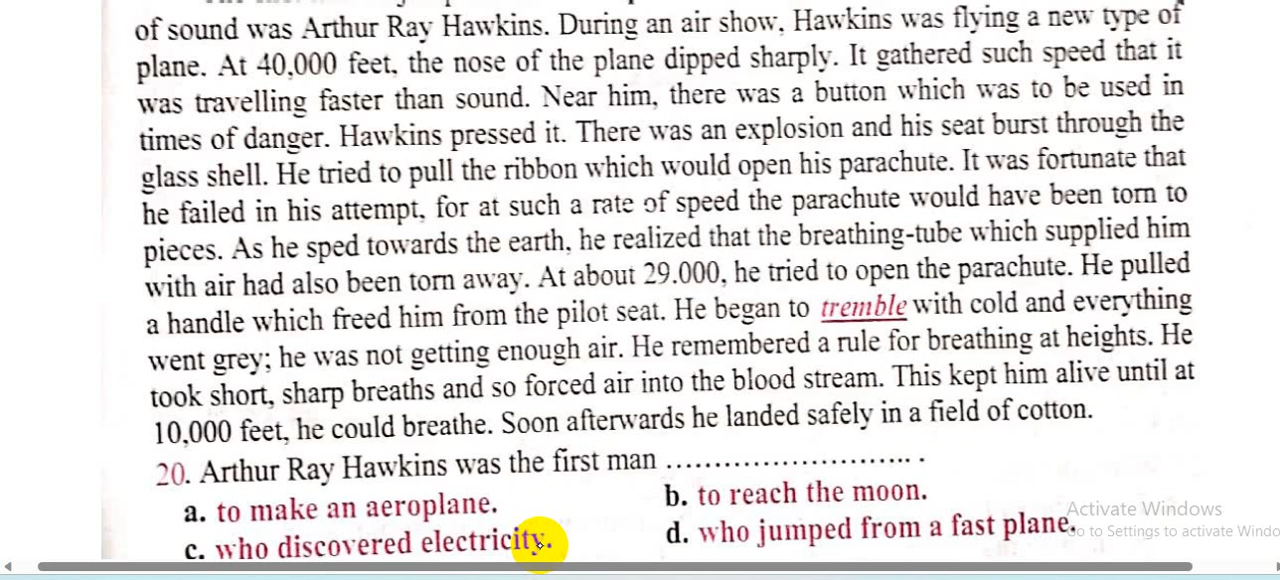 of sound was Arthur Ray Hawkins. During an air show, Hawkins was flying a new type of
plane. At 40,000 feet, the nose of the plane dipped sharply. It gathered such speed that it
was travelling faster than sound. Near him, there was a button which was to be used in
times of danger. Hawkins pressed it. There was an explosion and his seat burst through the
glass shell. He tried to pull the ribbon which would open his parachute. It was fortunate that
he failed in his attempt, for at such a rate of speed the parachute would have been torn to
pieces. As he sped towards the earth, he realized that the breathing-tube which supplied him
with air had also been torn away. At about 29.000, he tried to open the parachute. He pulled
a handle which freed him from the pilot seat. He began to tremble with cold and everything
went grey; he was not getting enough air. He remembered a rule for breathing at heights. He
took short, sharp breaths and so forced air into the blood stream. This kept him alive until at
10,000 feet, he could breathe. Soon afterwards he landed safely in a field of cotton.
20. Arthur Ray Hawkins was the first man ............................. .
a. to make an aeroplane. b. to reach the moon.
c. who discovered electricity. d. who jumped from a fast plane.
Activate Windows
Go to Settings to activate Windo